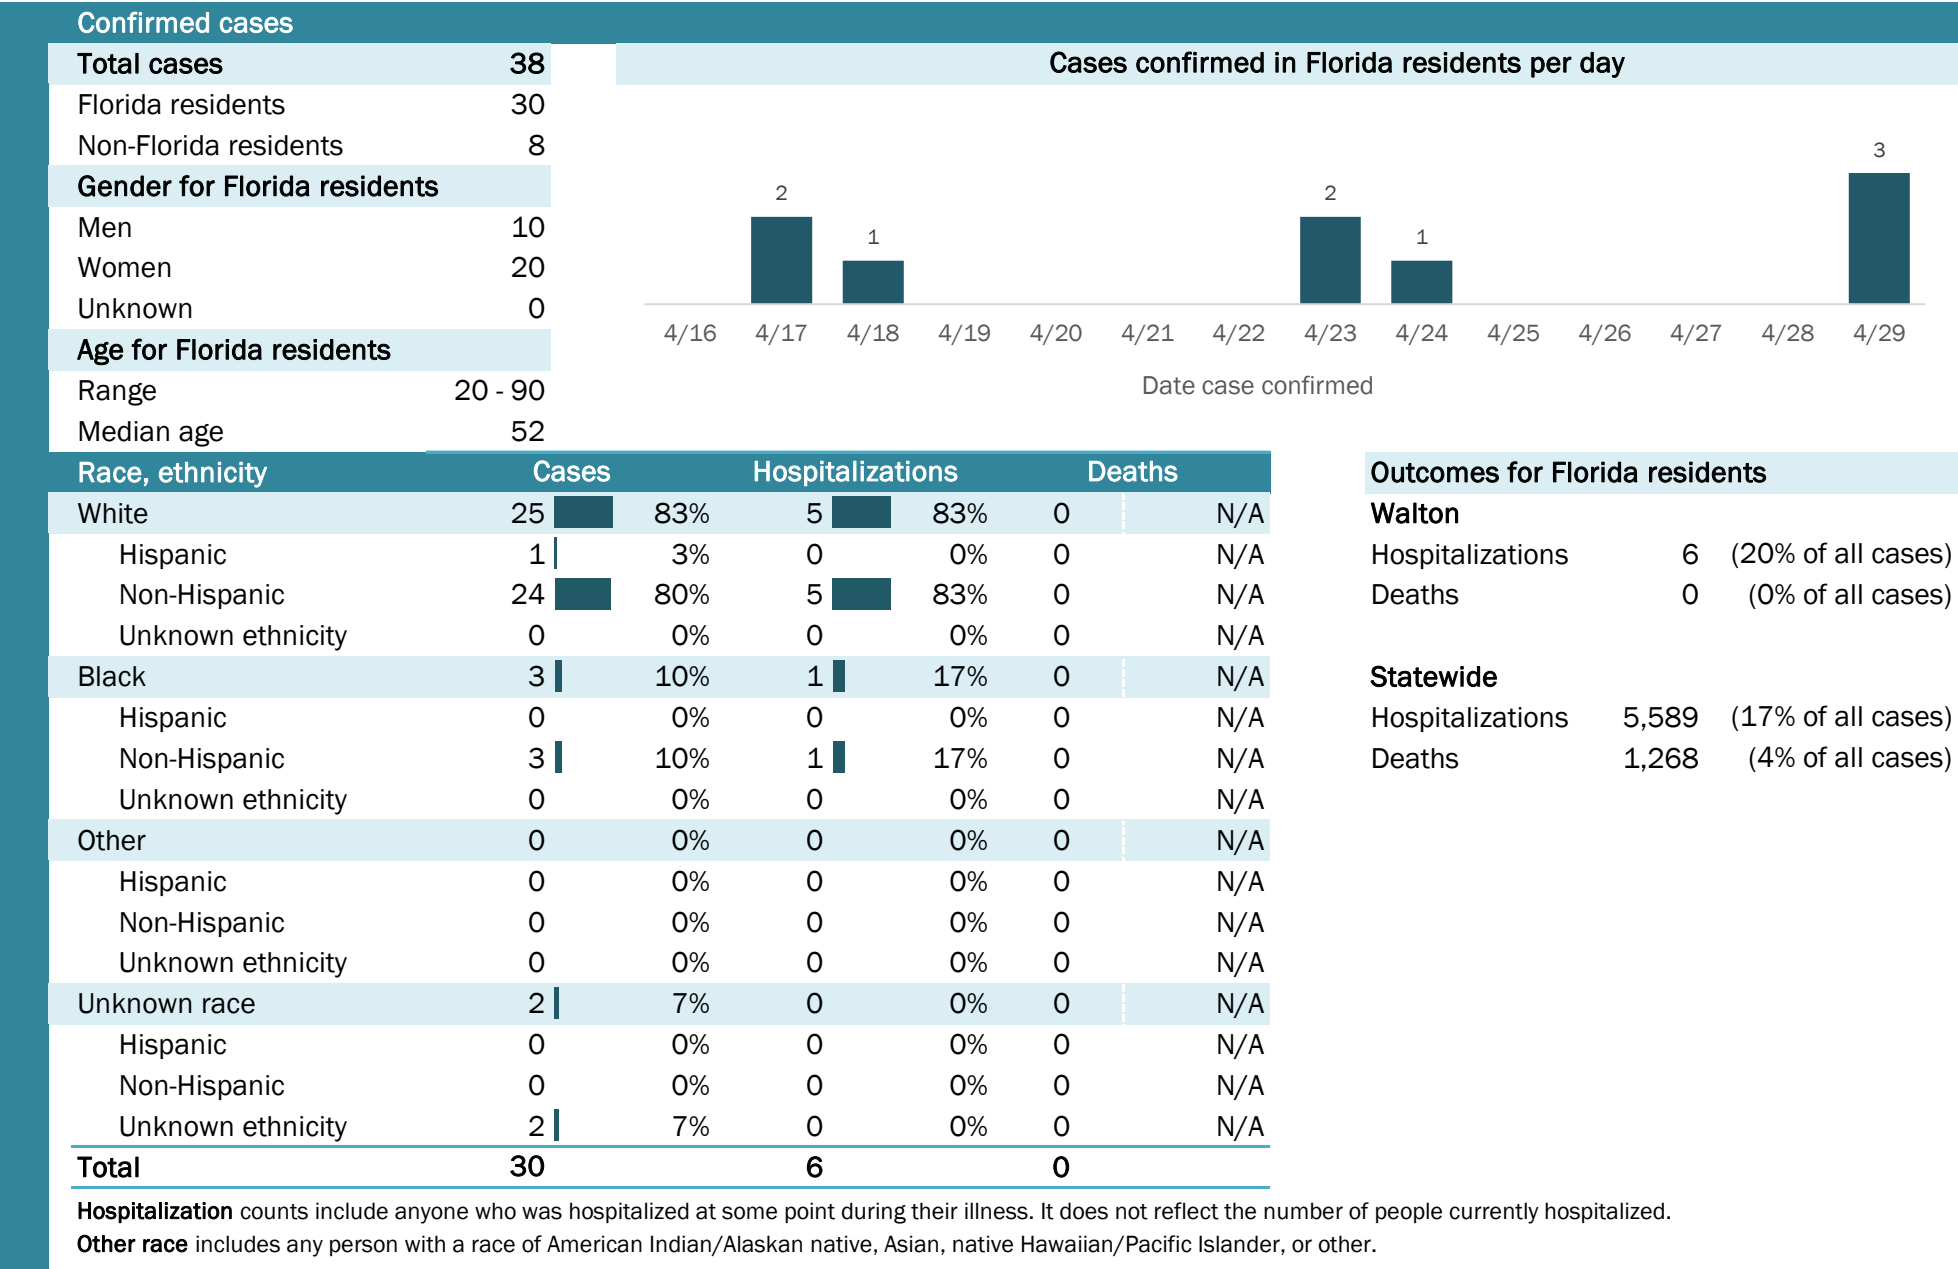 Confirmed cases
Total cases 38
Florida residents 30
Non-Florida residents 8
Gender for Florida residents
Men 10
Women 20
Unknown 0
Age for Florida residents
Range 20 - 90
Median age 52
Cases confirmed in Florida residents per day
2 1 2 1 3
4/16 4/17 4/18 4/19 4/20 4/21 4/22 4/23 4/24 4/25 4/26 4/27 4/28 4/29
Date case confirmed
Race, ethnicity Cases Hospitalizations Deaths
White 25 83% 5 83% 0 N/A
Hispanic 1 3% 0 0% 0 N/A
Non-Hispanic 24 80% 5 83% 0 N/A
Unknown ethnicity 0 0% 0 0% 0 N/A
Black 3 10% 1 17% 0 N/A
Hispanic 0 0% 0 0% 0 N/A
Non-Hispanic 3 10% 1 17% 0 N/A
Unknown ethnicity 0 0% 0 0% 0 N/A
Other 0 0% 0 0% 0 N/A
Hispanic 0 0% 0 0% 0 N/A
Non-Hispanic 0 0% 0 0% 0 N/A
Unknown ethnicity 0 0% 0 0% 0 N/A
Unknown race 2 7% 0 0% 0 N/A
Hispanic 0 0% 0 0% 0 N/A
Non-Hispanic 0 0% 0 0% 0 N/A
Unknown ethnicity 2 7% 0 0% 0 N/A
Total 30 6 0
Outcomes for Florida residents
Walton
Hospitalizations 6 (20% of all cases)
Deaths 0 (0% of all cases)
Statewide
Hospitalizations 5,589 (17% of all cases)
Deaths 1,268 (4% of all cases)
Hospitalization counts include anyone who was hospitalized at some point during their illness. It does not reflect the number of people currently hospitalized.
Other race includes any person with a race of American Indian/Alaskan native, Asian, native Hawaiian/Pacific Islander, or other.